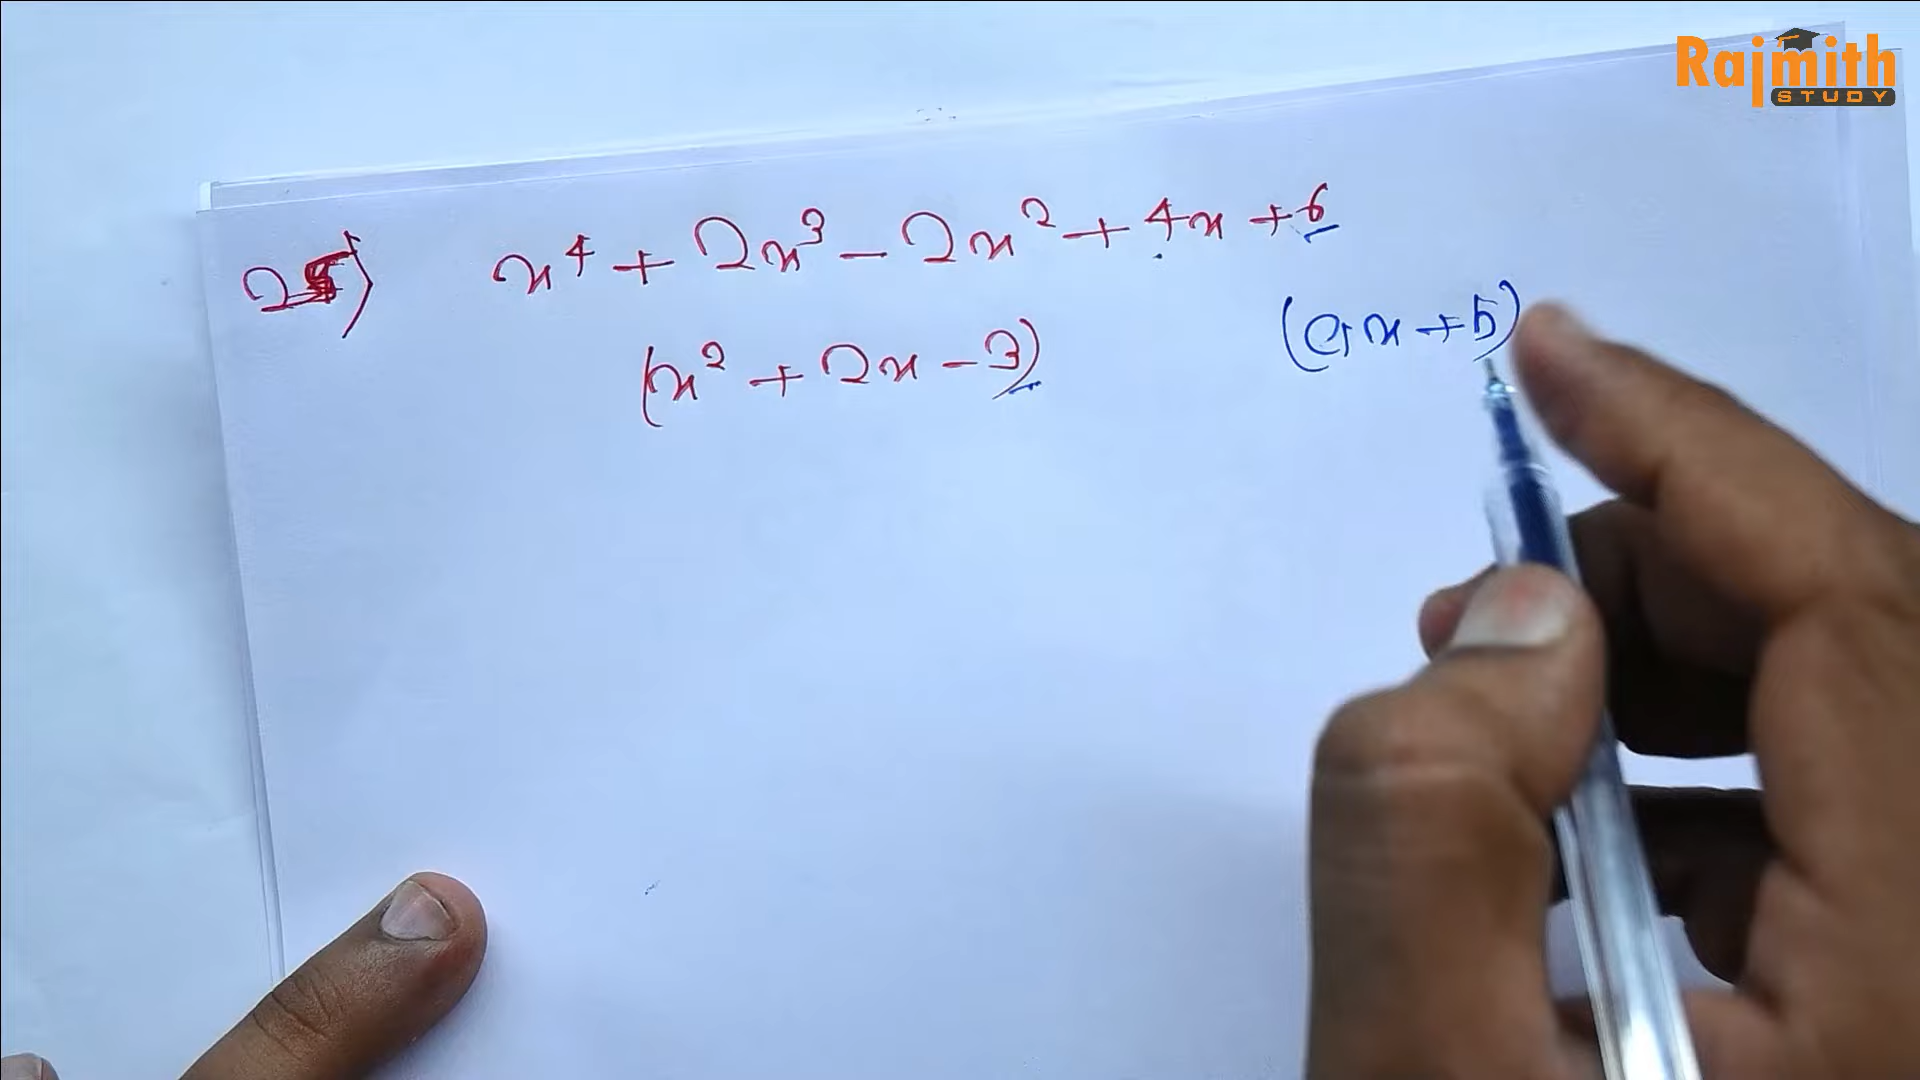 Rajmith
STUDY
25) x⁴ + 2x³ - 2x² + 4x + 6
(x² + 2x - 3)
(ax + b)